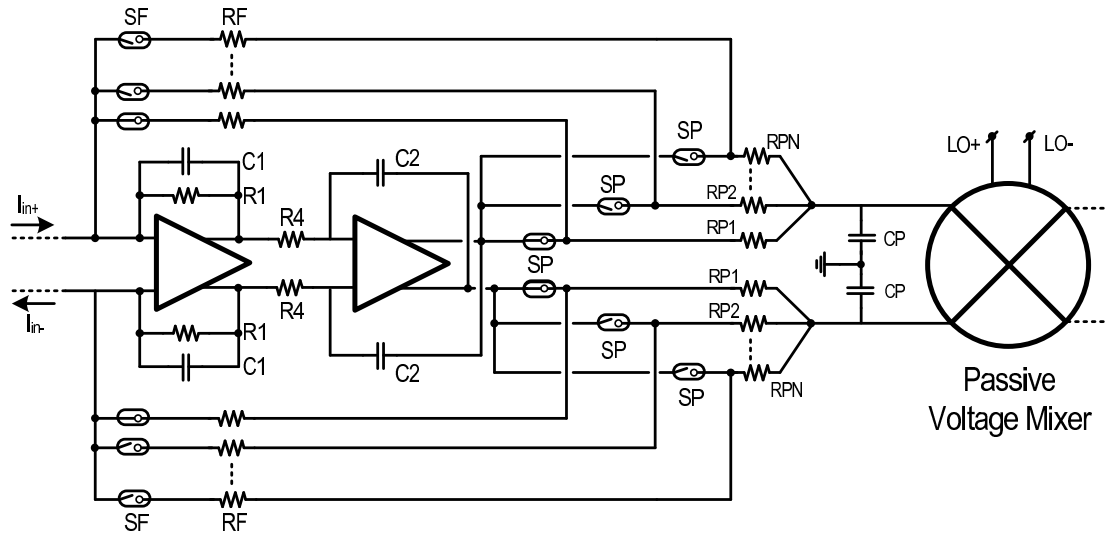 SF RF
SP RPN LO+ LO-
C1 C2
R1 SP RP2
Iin+ R4 RP1 CP
SP
RP1 CP
Iin- R4 RP2
R1 SP
C1 C2 SP RPN
Passive
Voltage Mixer
SF RF